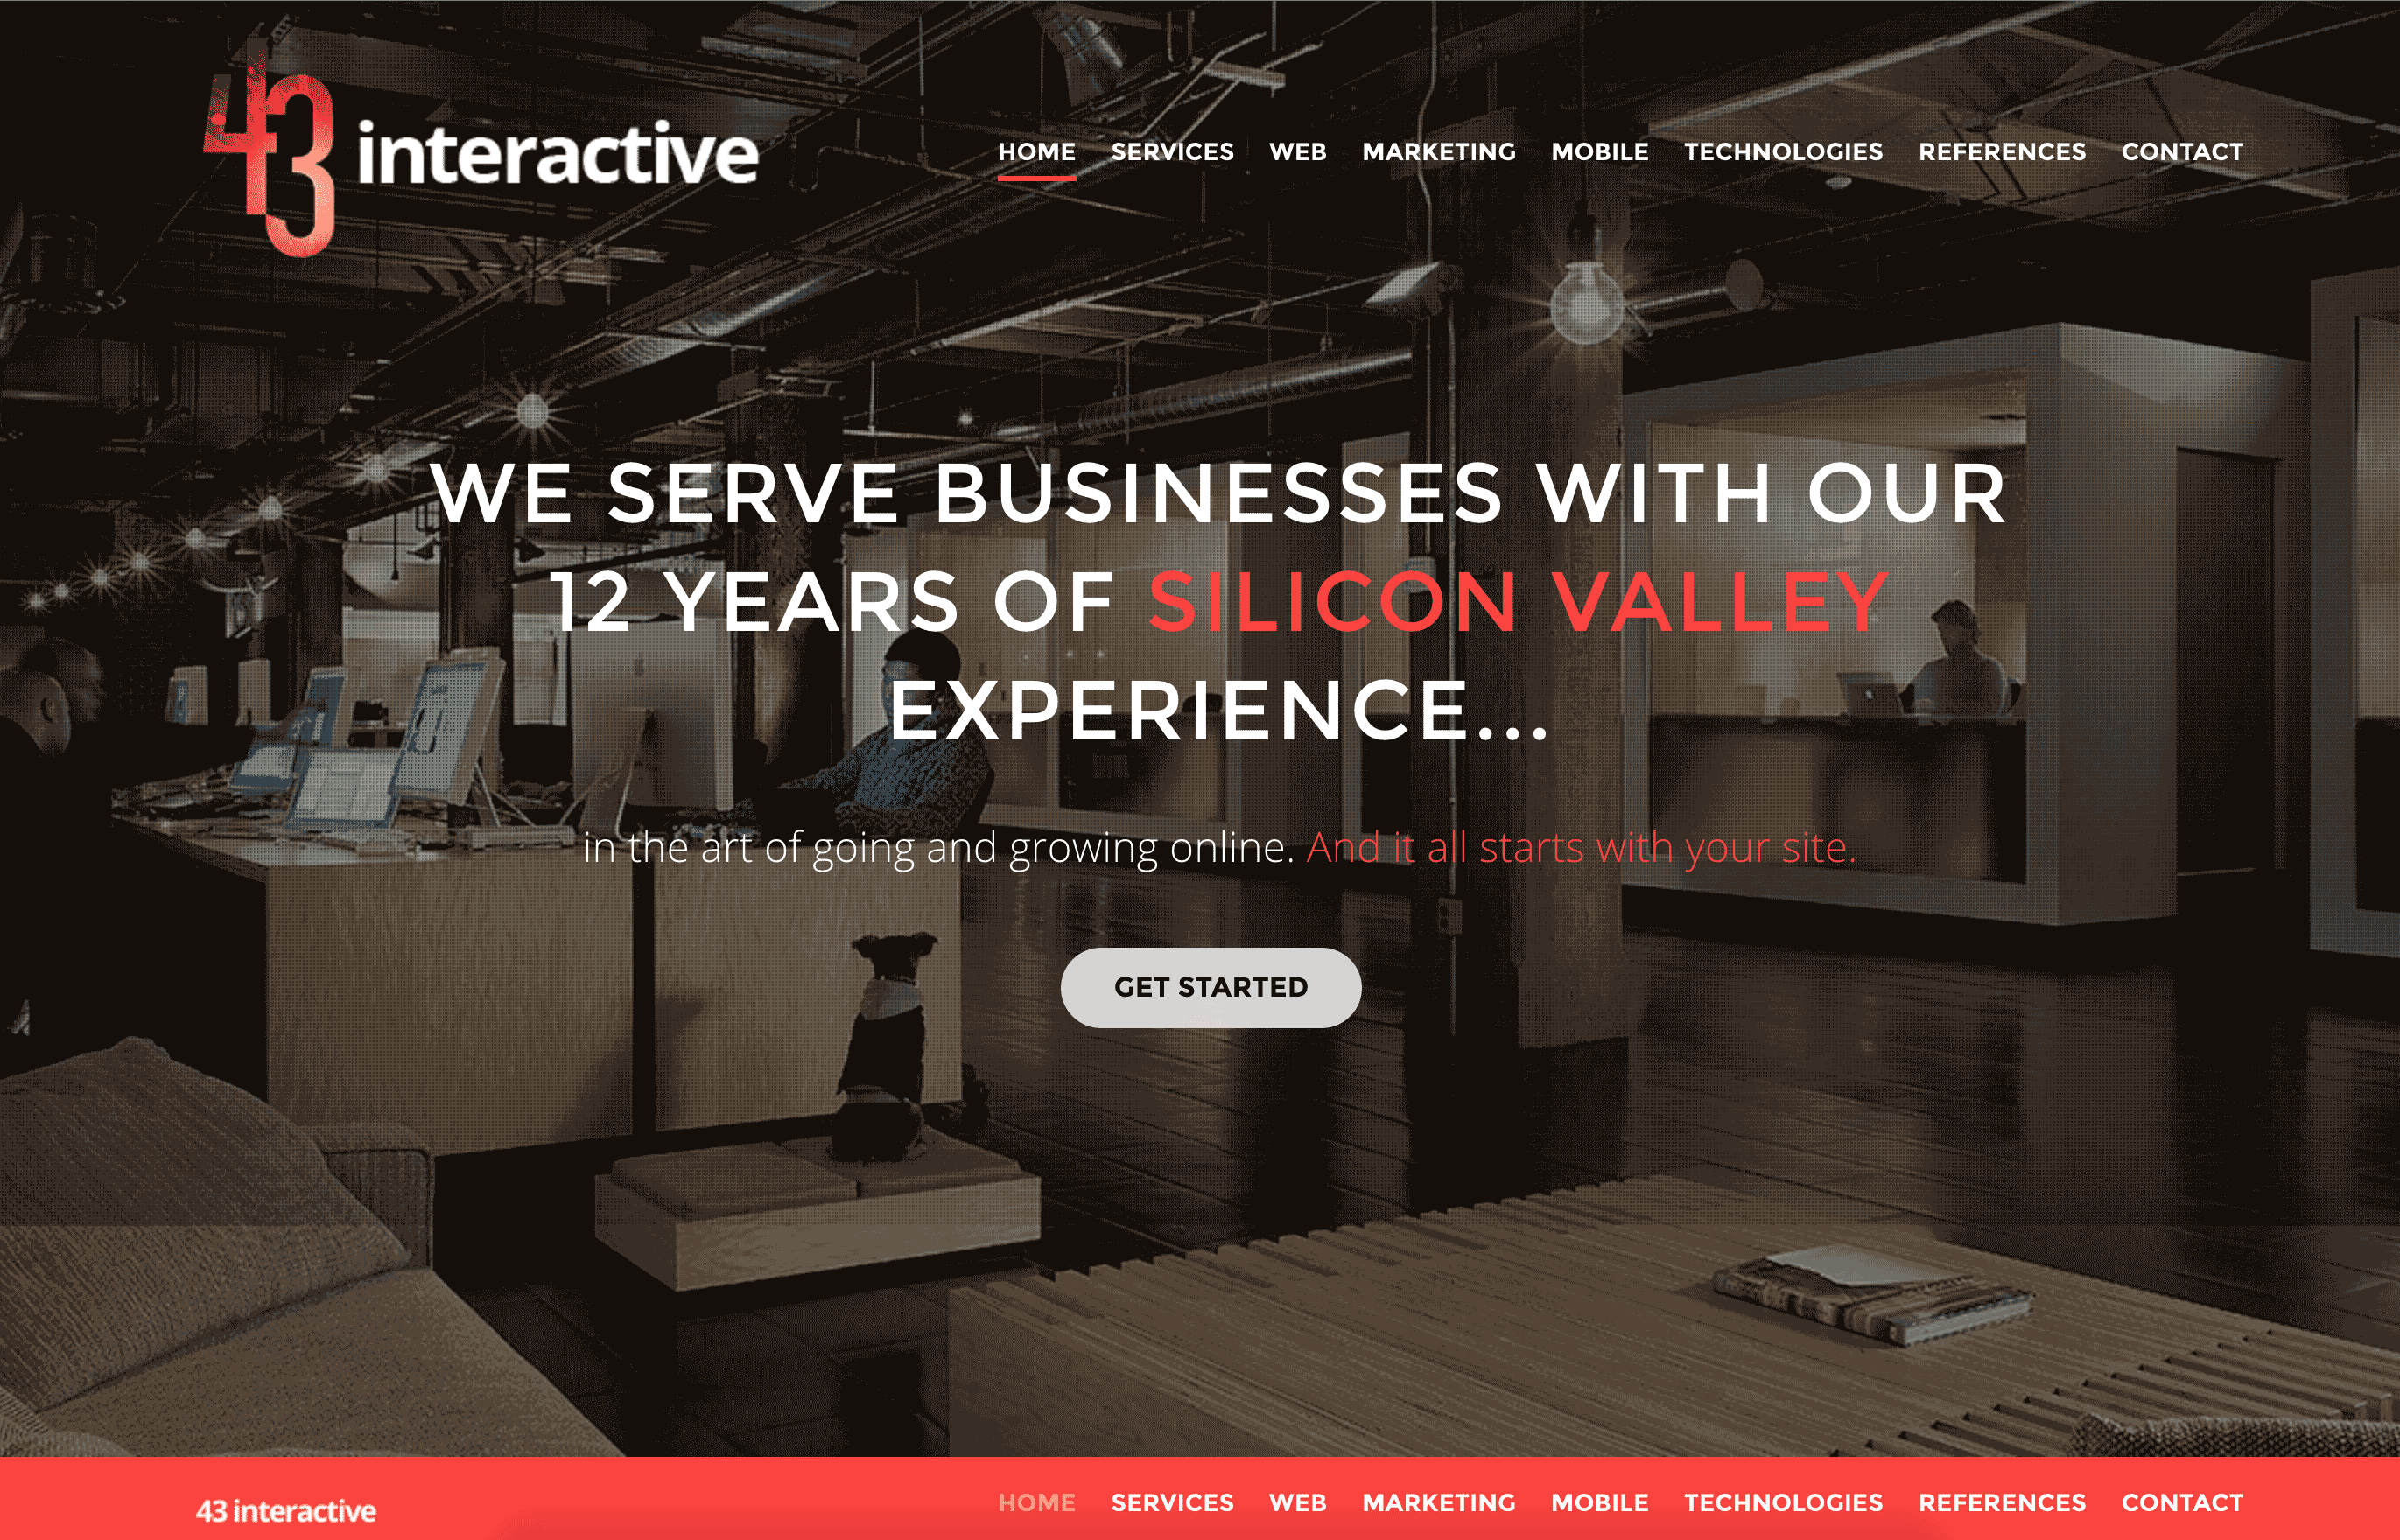 43 interactive
HOME SERVICES WEB MARKETING MOBILE TECHNOLOGIES REFERENCES CONTACT
WE SERVE BUSINESSES WITH OUR
12 YEARS OF SILICON VALLEY
EXPERIENCE...
in the art of going and growing online. And it all starts with your site.
GET STARTED
43 interactive
HOME SERVICES WEB MARKETING MOBILE TECHNOLOGIES REFERENCES CONTACT